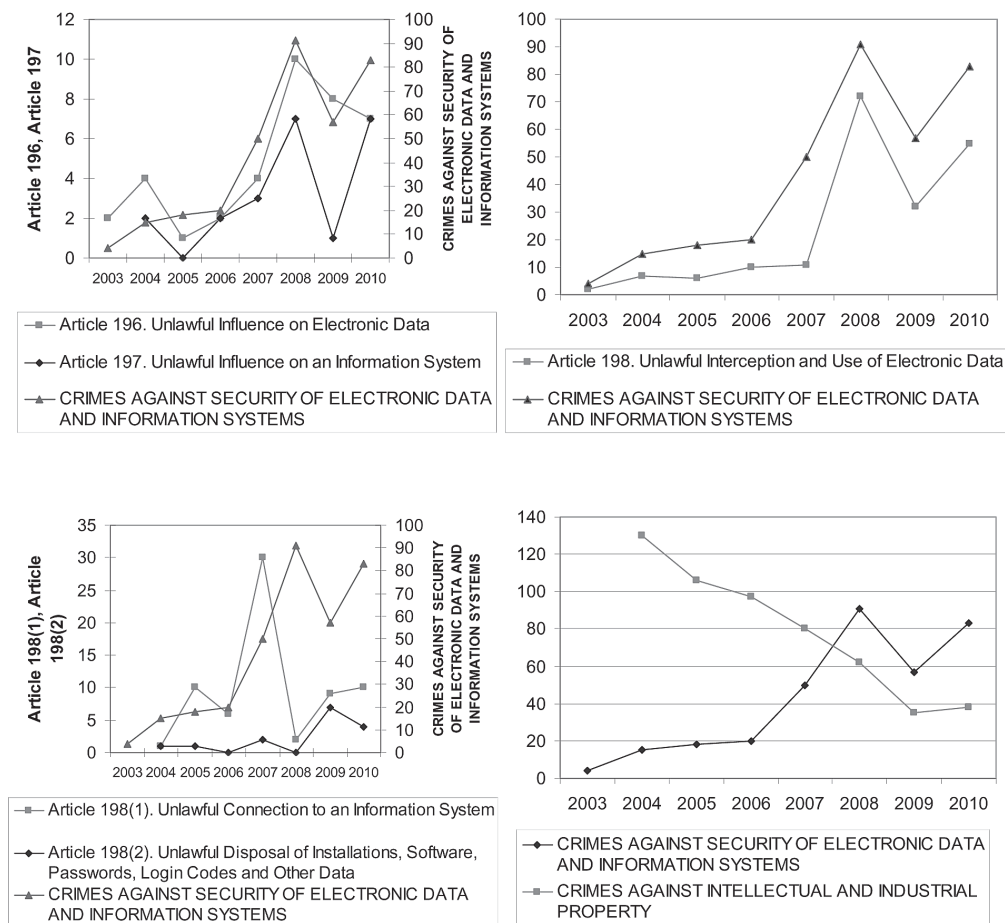 12
10
8
6
4
2
0
Article 196, Article 197
100
90
80
70
60
50
40
30
20
10
0
CRIMES AGAINST SECURITY OF
ELECTRONIC DATA AND
INFORMATION SYSTEMS
2003 2004 2005 2006 2007 2008 2009 2010
Article 196. Unlawful Influence on Electronic Data
Article 197. Unlawful Influence on an Information System
CRIMES AGAINST SECURITY OF ELECTRONIC DATA
AND INFORMATION SYSTEMS
100
90
80
70
60
50
40
30
20
10
0
2003 2004 2005 2006 2007 2008 2009 2010
Article 198. Unlawful Interception and Use of Electronic Data
CRIMES AGAINST SECURITY OF ELECTRONIC DATA
AND INFORMATION SYSTEMS
35
30
25
20
15
10
5
0
Article 198(1), Article
198(2)
100
90
80
70
60
50
40
30
20
10
0
CRIMES AGAINST SECURITY
OF ELECTRONIC DATA AND
INFORMATION SYSTEMS
2003 2004 2005 2006 2007 2008 2009 2010
Article 198(1). Unlawful Connection to an Information System
Article 198(2). Unlawful Disposal of Installations, Software,
Passwords, Login Codes and Other Data
CRIMES AGAINST SECURITY OF ELECTRONIC DATA
AND INFORMATION SYSTEMS
140
120
100
80
60
40
20
0
2003 2004 2005 2006 2007 2008 2009 2010
CRIMES AGAINST SECURITY OF ELECTRONIC DATA
AND INFORMATION SYSTEMS
CRIMES AGAINST INTELLECTUAL AND INDUSTRIAL
PROPERTY